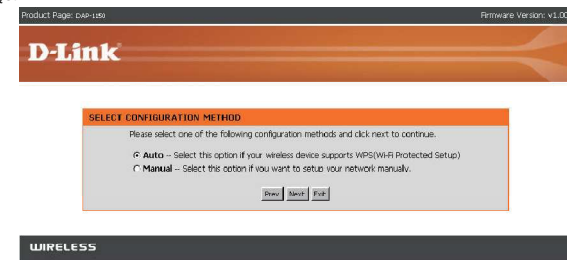 Product Page: DAP-1150 Firmware Version: v1.00
D-Link
SELECT CONFIGURATION METHOD
Please select one of the following configuration methods and click next to continue.
Auto -- Select this option if your wireless device supports WPS(Wi-Fi Protected Setup)
Manual -- Select this option if you want to setup your network manualy.
Prev Next Exit
WIRELESS